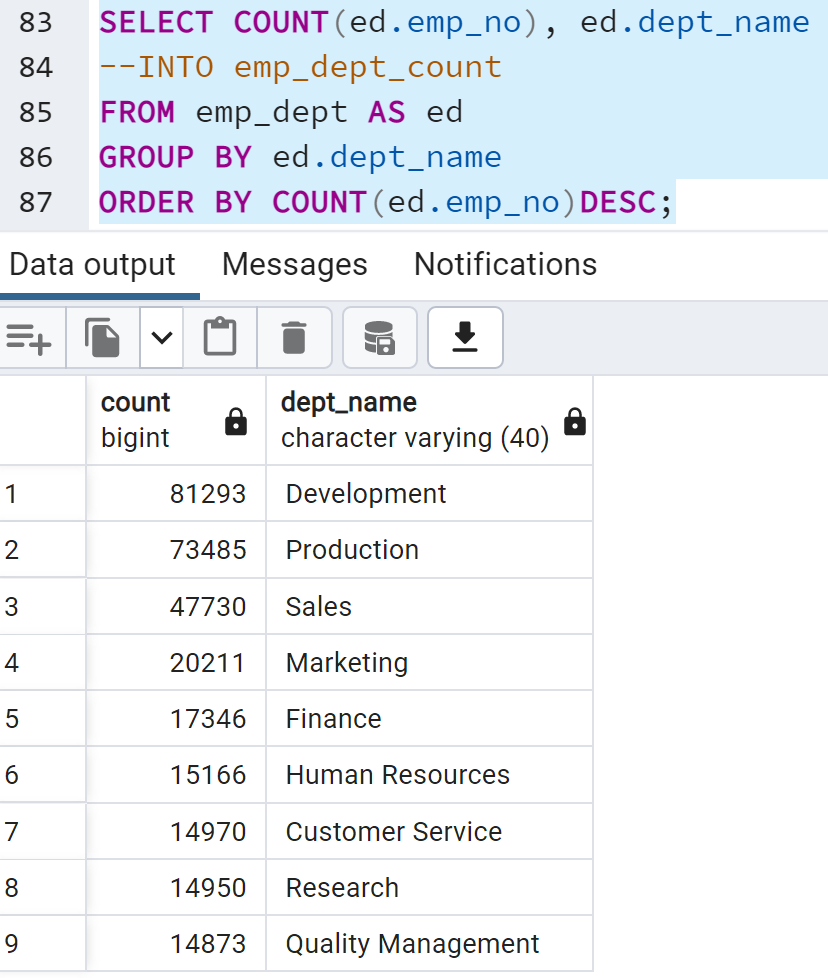 83 SELECT COUNT(ed.emp_no), ed.dept_name
84 --INTO emp_dept_count
85 FROM emp_dept AS ed
86 GROUP BY ed.dept_name
87 ORDER BY COUNT(ed.emp_no)DESC;
Data output Messages Notifications
count dept_name
bigint character varying (40)
1 81293 Development
2 73485 Production
3 47730 Sales
4 20211 Marketing
5 17346 Finance
6 15166 Human Resources
7 14970 Customer Service
8 14950 Research
9 14873 Quality Management